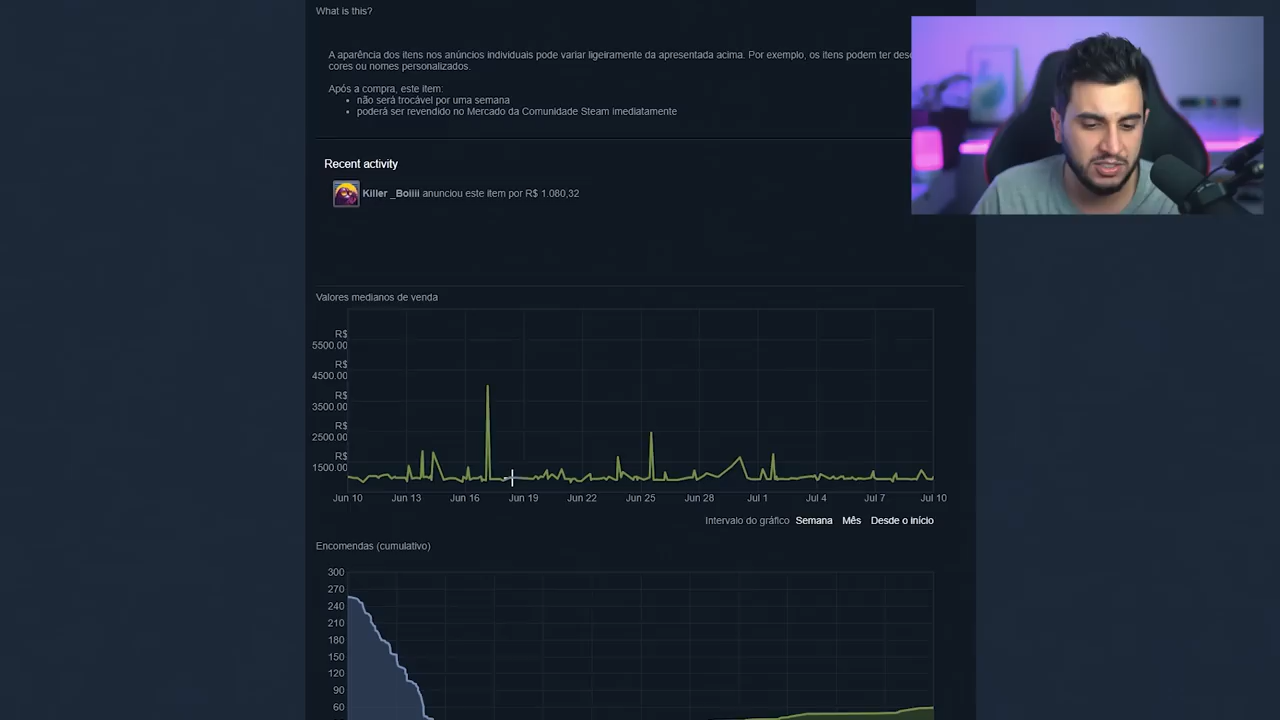 What is this?
A aparência dos itens nos anúncios individuais pode variar ligeiramente da apresentada acima. Por exemplo, os itens podem ter
cores ou nomes personalizados.
Após a compra, este item:
não será trocável por uma semana
poderá ser revendido no Mercado da Comunidade Steam imediatamente
Recent activity
Killer _Boiiii anunciou este item por R$ 1.080,32
Valores medianos de venda
R$
5500.00
R$
4500.00
R$
3500.00
R$
2500.00
R$
1500.00
Jun 10 Jun 13 Jun 16 Jun 19 Jun 22 Jun 25 Jun 28 Jul 1 Jul 4 Jul 7 Jul 10
Intervalo do gráfico Semana Mês Desde o início
Encomendas (cumulativo)
300
270
240
210
180
150
120
90
60